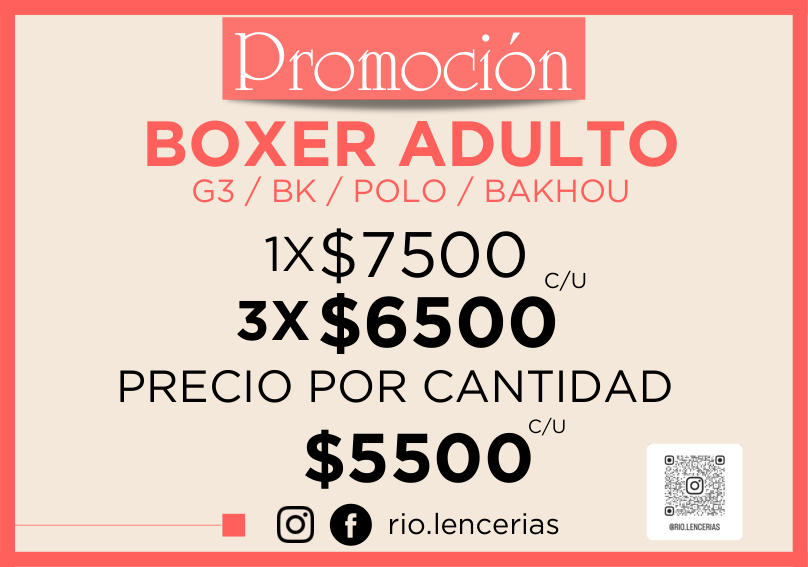 Promoción
BOXER ADULTO
G3 / BK / POLO / BAKHOU
1X $7500
C/U
3X $6500
PRECIO POR CANTIDAD
C/U
$5500
rio.lencerias
@RIO.LENCERIAS